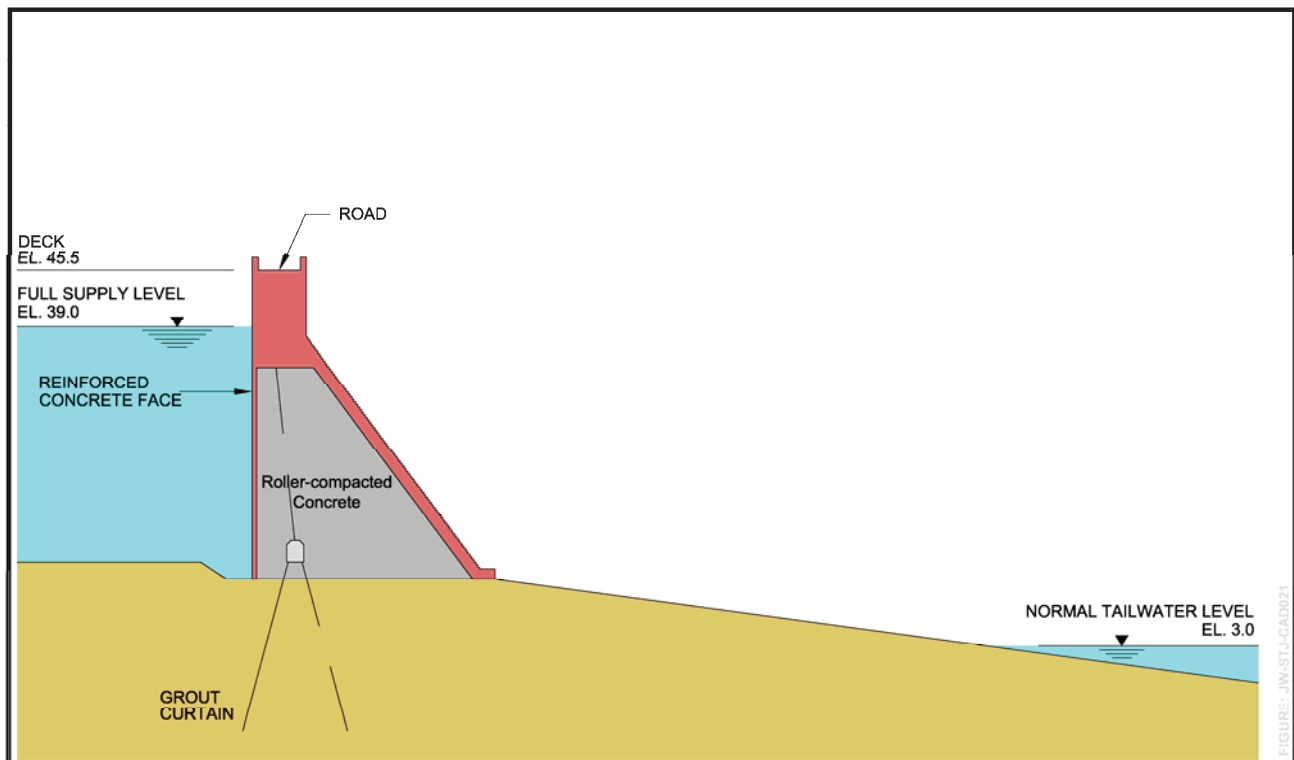 ROAD
DECK
EL. 45.5
FULL SUPPLY LEVEL
EL. 39.0
REINFORCED
CONCRETE FACE
Roller-compacted
Concrete
NORMAL TAILWATER LEVEL
EL. 3.0
GROUT
CURTAIN
FIGURE: JW-STJ-CAD021